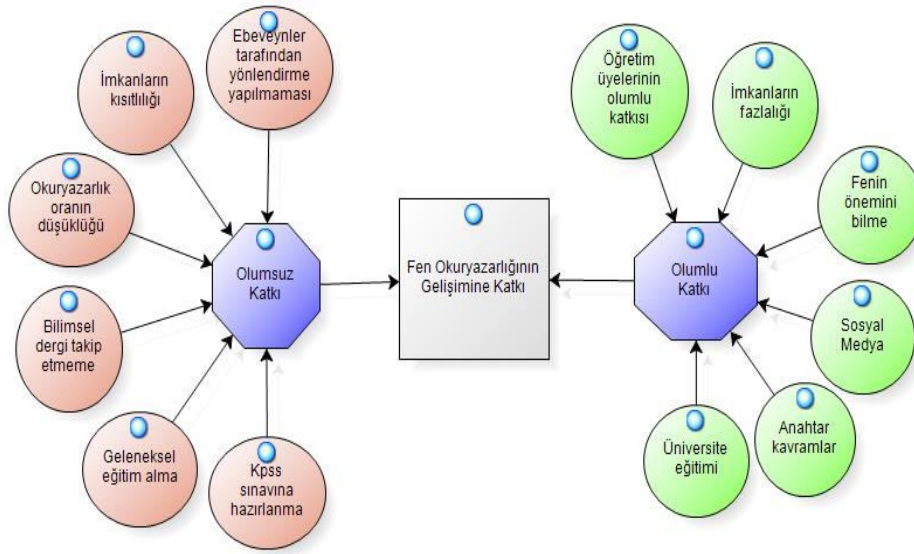 Ebeveynler
tarafından
yönlendirme
yapılmaması
İmkanların
kısıtlılığı
Okuryazarlık
oranın
düşüklüğü
Bilimsel
dergi takip
etmeme
Geleneksel
eğitim alma
Kpss
sınavına
hazırlanma
Olumsuz
Katkı
Fen Okuryazarlığının
Gelişimine Katkı
Olumlu
Katkı
Öğretim
üyelerinin
olumlu
katkısı
İmkanların
fazlalığı
Fenin
önemini
bilme
Sosyal
Medya
Anahtar
kavramlar
Üniversite
eğitimi